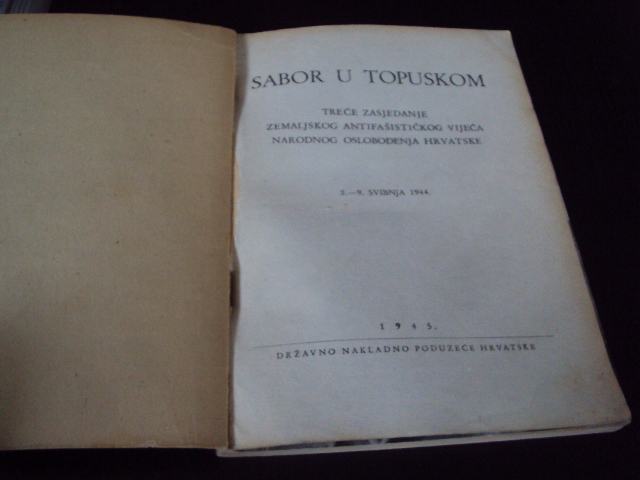 SABOR U TOPUSKOM
TREĆE ZASJEDANJE
ZEMALJSKOG ANTIFAŠISTIČKOG VIJEĆA
NARODNOG OSLOBOĐENJA HRVATSKE
8.—9. SVIBNJA 1944.
1945.
DRŽAVNO NAKLADNO PODUZEĆE HRVATSKE